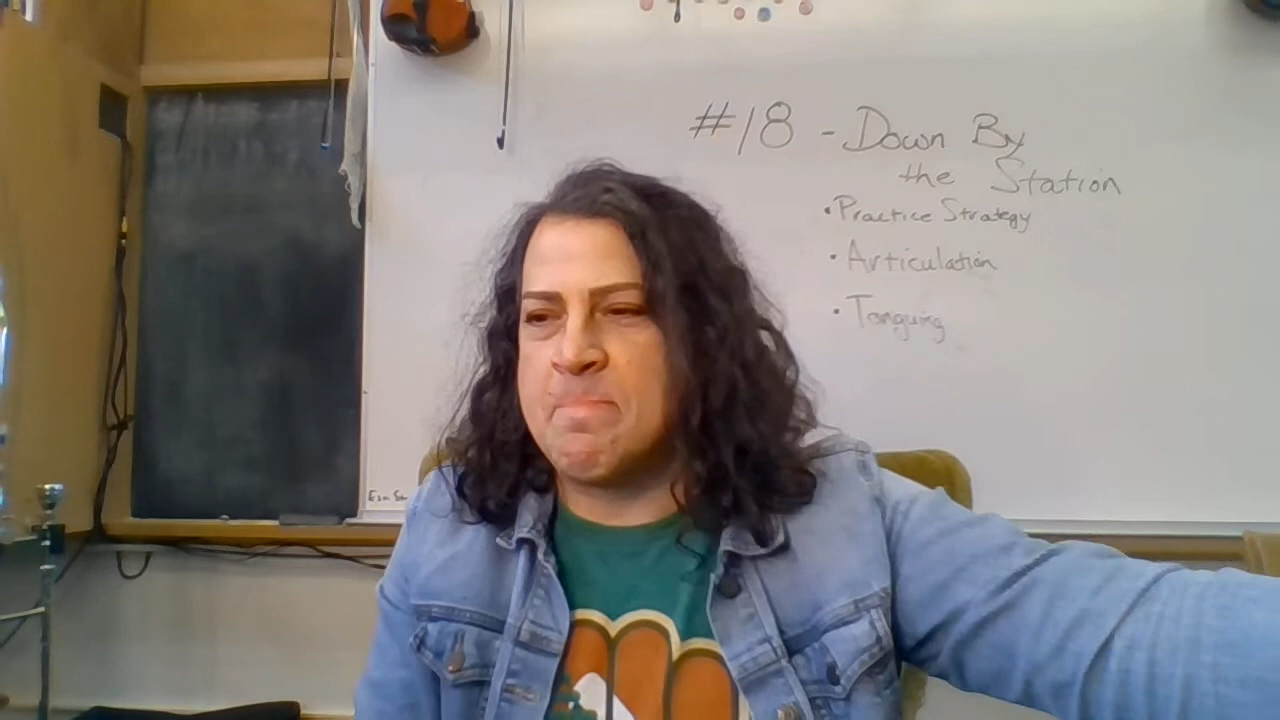 #18 - Down By
the Station
• Practice Strategy
• Articulation
• Tonguing